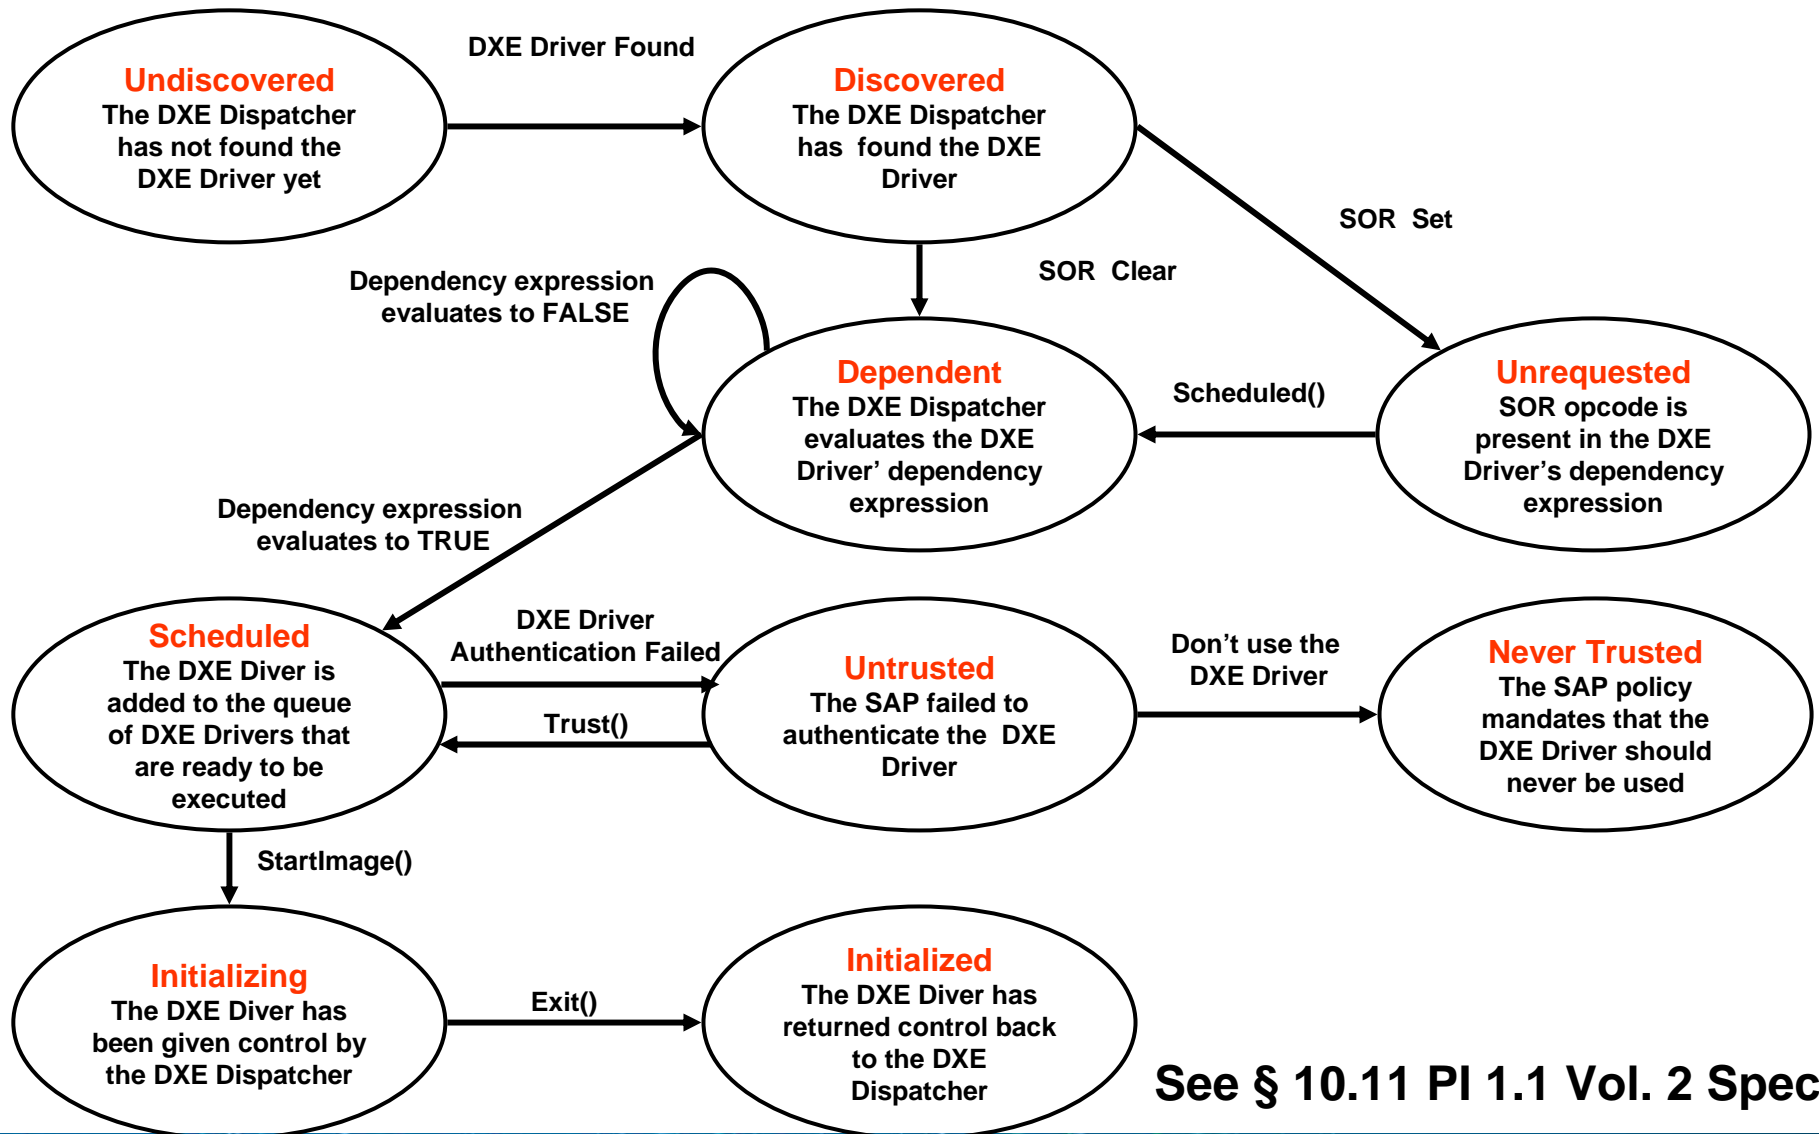 DXE Driver Found
Undiscovered
The DXE Dispatcher
has not found the
DXE Driver yet
Discovered
The DXE Dispatcher
has found the DXE
Driver
SOR Set
SOR Clear
Dependency expression
evaluates to FALSE
Dependent
The DXE Dispatcher
evaluates the DXE
Driver’ dependency
expression
Scheduled()
Unrequested
SOR opcode is
present in the DXE
Driver’s dependency
expression
Dependency expression
evaluates to TRUE
Scheduled
The DXE Diver is
added to the queue
of DXE Drivers that
are ready to be
executed
DXE Driver
Authentication Failed
Trust()
Untrusted
The SAP failed to
authenticate the DXE
Driver
Don’t use the
DXE Driver
Never Trusted
The SAP policy
mandates that the
DXE Driver should
never be used
StartImage()
Initializing
The DXE Diver has
been given control by
the DXE Dispatcher
Exit()
Initialized
The DXE Diver has
returned control back
to the DXE
Dispatcher
See § 10.11 PI 1.1 Vol. 2 Spec